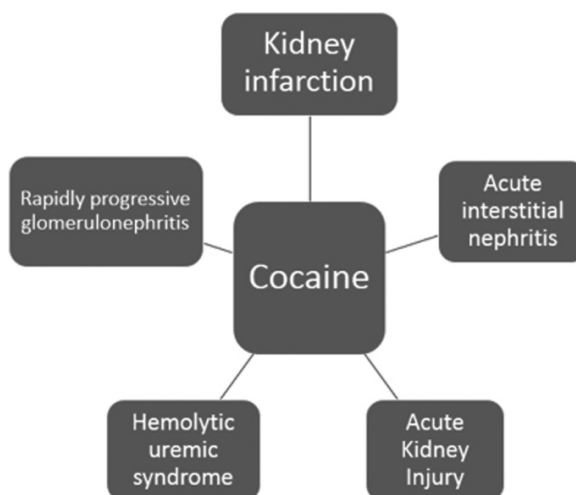 Kidney
infarction
Rapidly progressive
glomerulonephritis
Acute
interstitial
nephritis
Cocaine
Hemolytic
uremic
syndrome
Acute
Kidney
Injury